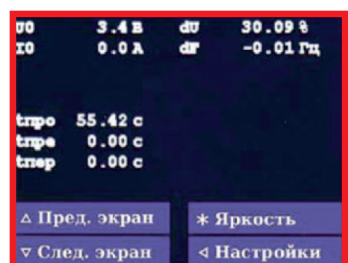 U0 3.4 В dU 30.09 %
I0 0.0 А dF -0.01 Гц
tпро 55.42 с
tпре 0.00 с
tпер 0.00 с
△ Пред. экран * Яркость
▽ След. экран ◁ Настройки